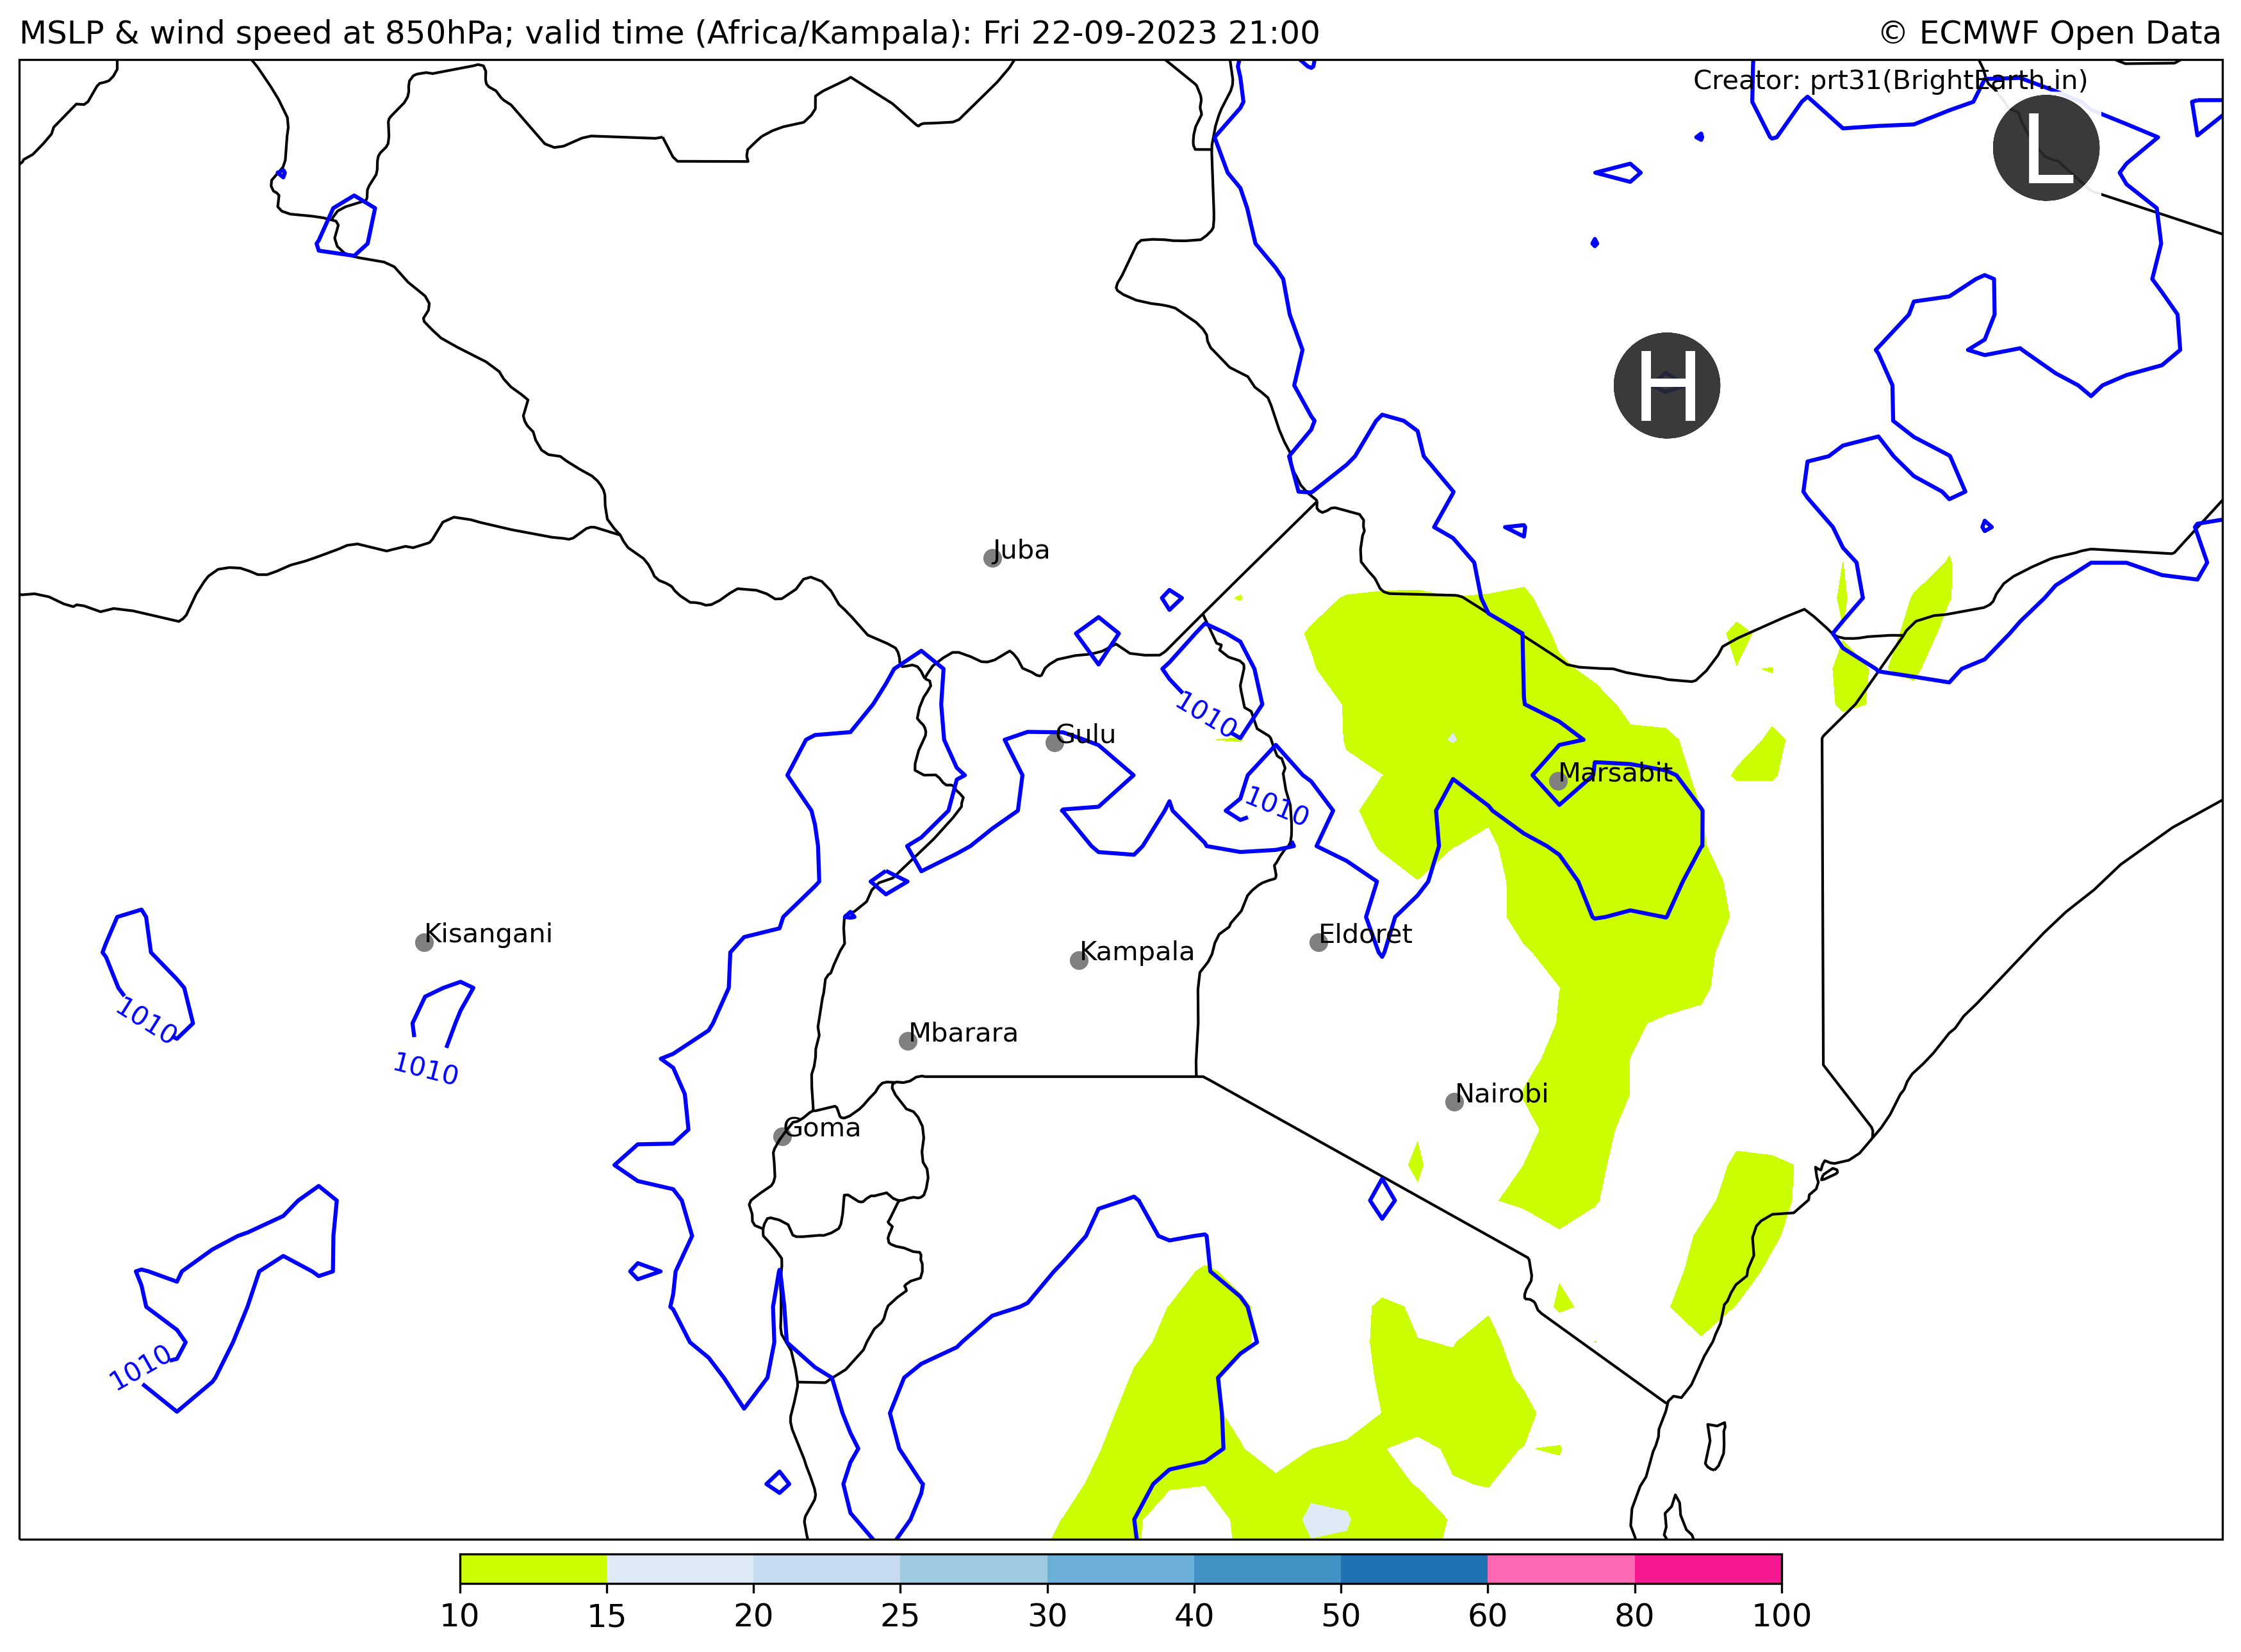 MSLP & wind speed at 850hPa; valid time (Africa/Kampala): Fri 22-09-2023 21:00
© ECMWF Open Data
Creator: prt31(BrightEarth.in)
L
H
Juba
1010
Gulu
Marsabit
1010
Kisangani
Eldoret
Kampala
1010
Mbarara
1010
Nairobi
Goma
1010
10 15 20 25 30 40 50 60 80 100